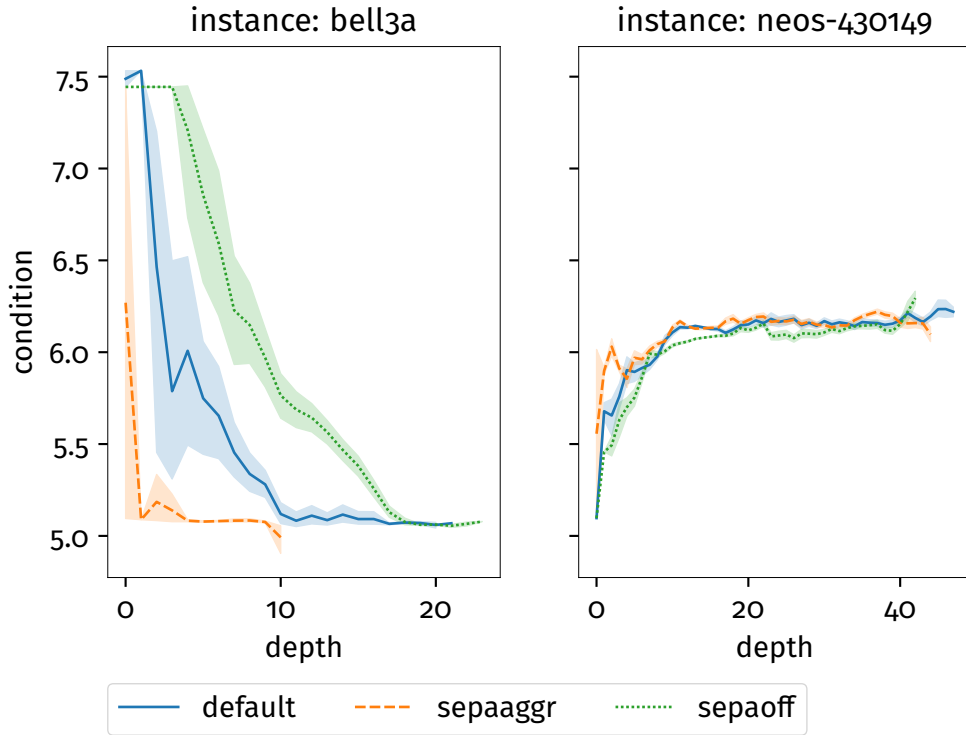 instance: bell3a
instance: neos-430149
condition
7.5
7.0
6.5
6.0
5.5
5.0
0
10
20
0
20
40
depth
depth
default
sepaaggr
sepaoff